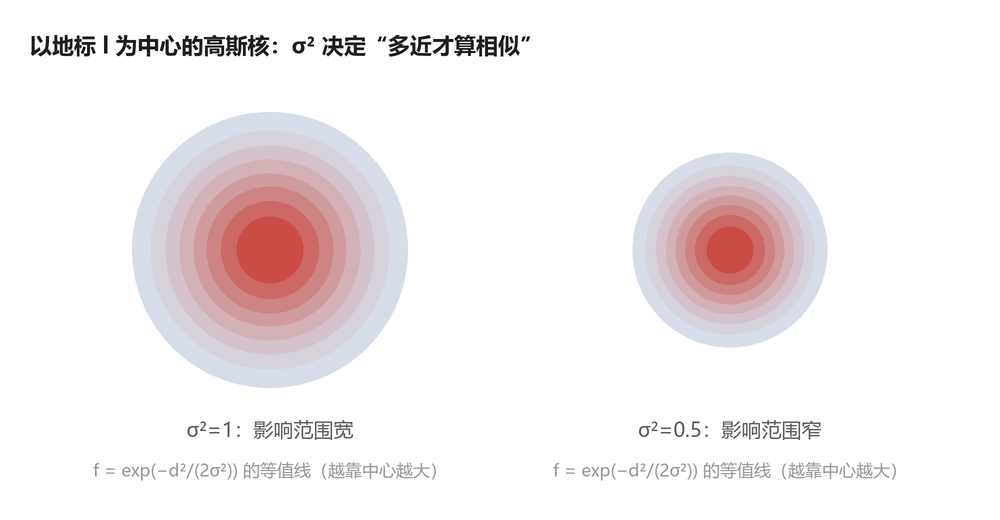 以地标 l 为中心的高斯核：σ² 决定“多近才算相似”
σ²=1：影响范围宽
σ²=0.5：影响范围窄
f = exp(−d²/(2σ²)) 的等值线（越靠中心越大）
f = exp(−d²/(2σ²)) 的等值线（越靠中心越大）